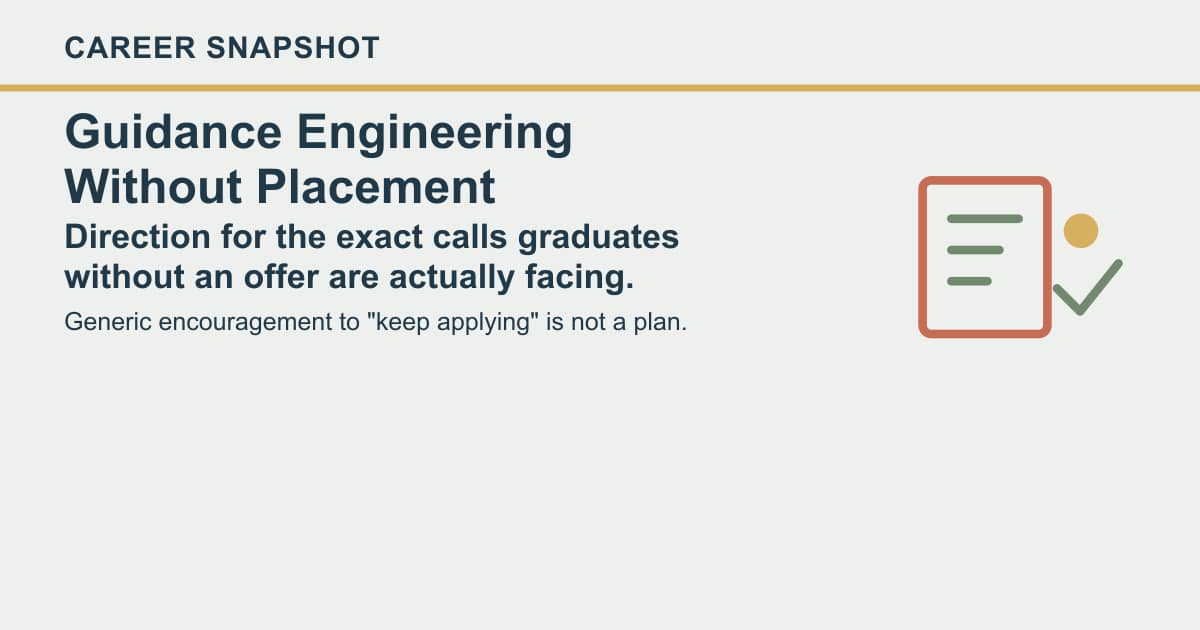 CAREER SNAPSHOT
Guidance Engineering
Without Placement
Direction for the exact calls graduates
without an offer are actually facing.
Generic encouragement to "keep applying" is not a plan.